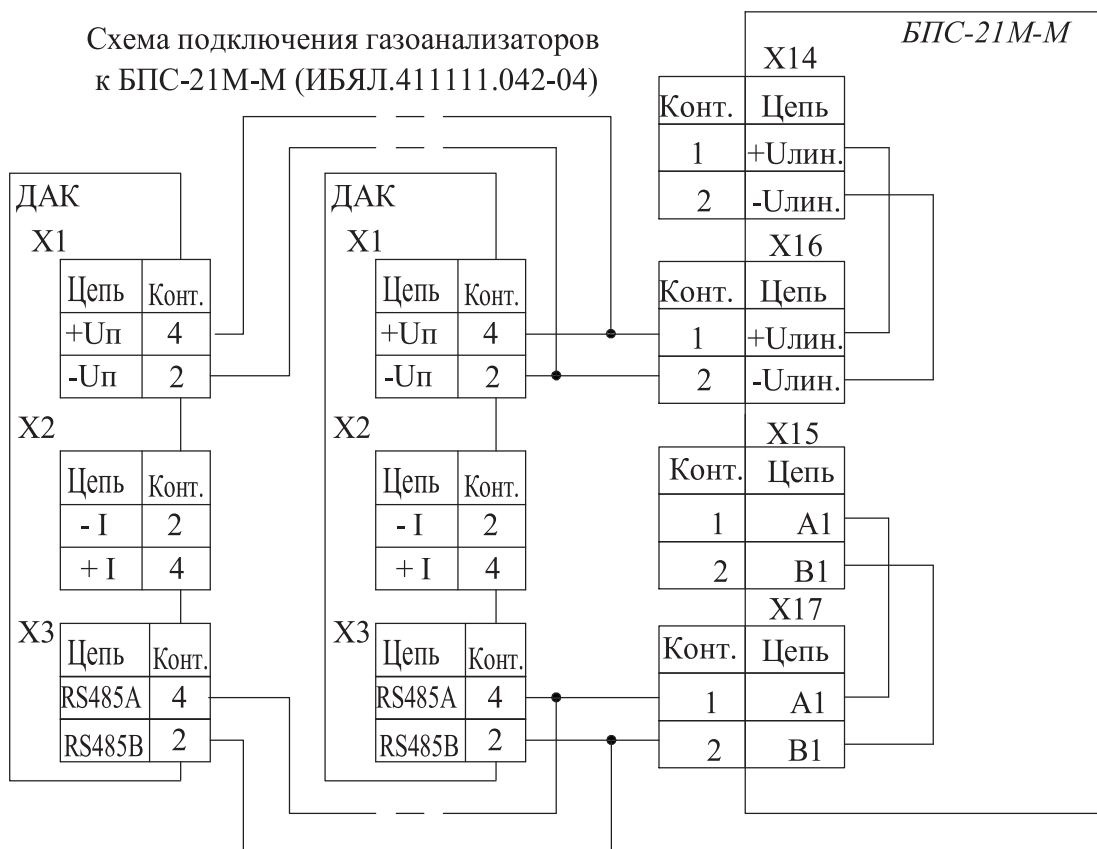 Схема подключения газоанализаторов
к БПС-21М-М (ИБЯЛ.411111.042-04)
БПС-21М-М
ДАК
X1
Цепь Конт.
+Uп 4
-Uп 2
X2
Цепь Конт.
- I 2
+ I 4
X3
Цепь Конт.
RS485A 4
RS485B 2
ДАК
X1
Цепь Конт.
+Uп 4
-Uп 2
X2
Цепь Конт.
- I 2
+ I 4
X3
Цепь Конт.
RS485A 4
RS485B 2
X14
Конт. Цепь
1 +Uлин.
2 -Uлин.
X16
Конт. Цепь
1 +Uлин.
2 -Uлин.
X15
Конт. Цепь
1 A1
2 B1
X17
Конт. Цепь
1 A1
2 B1